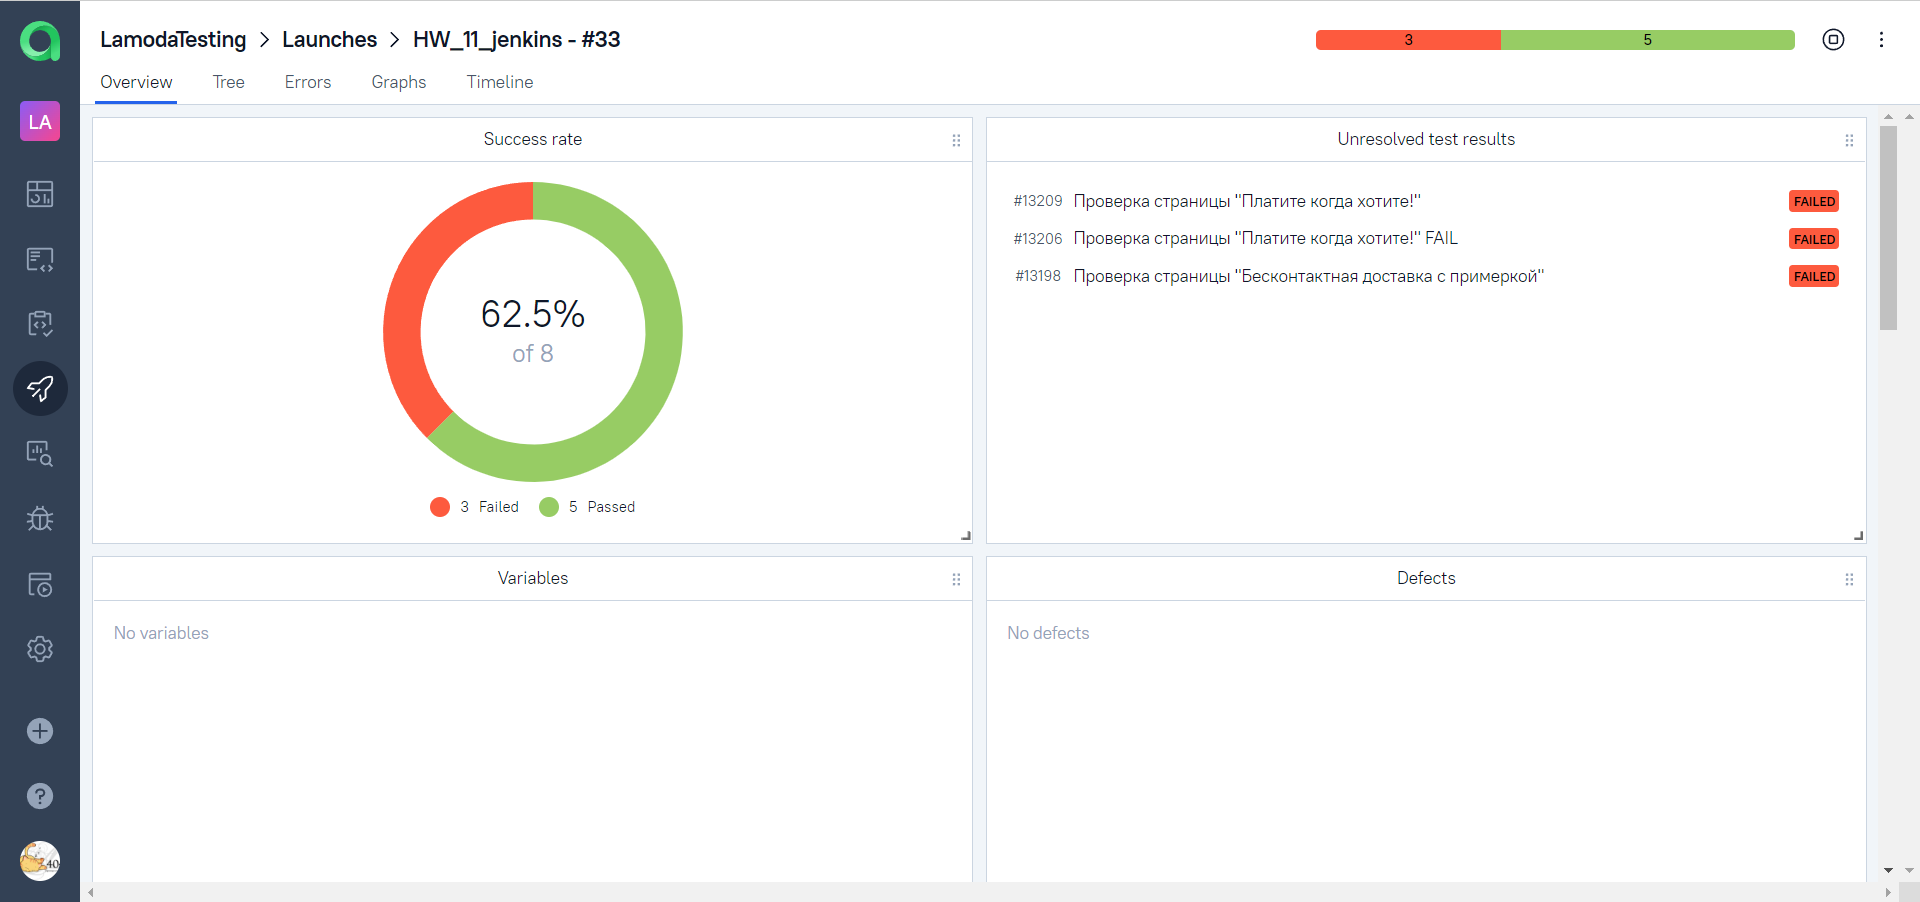 LamodaTesting > Launches > HW_11_jenkins - #33
3 5
Overview Tree Errors Graphs Timeline
LA
Success rate
62.5%
of 8
3 Failed 5 Passed
Unresolved test results
#13209 Проверка страницы "Платите когда хотите!" FAILED
#13206 Проверка страницы "Платите когда хотите!" FAIL FAILED
#13198 Проверка страницы "Бесконтактная доставка с примеркой" FAILED
Variables
No variables
Defects
No defects
40